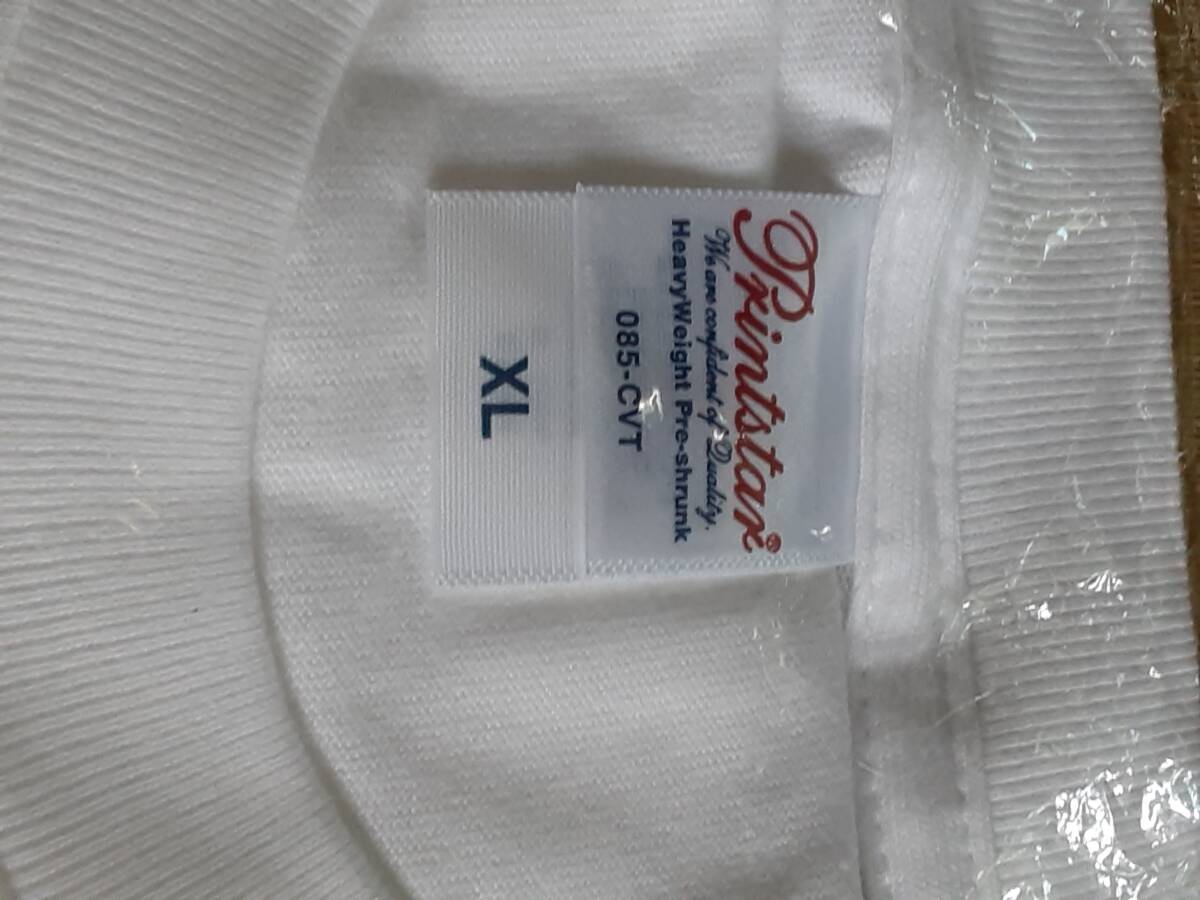 Printstar®
We are confident of Quality.
HeavyWeight Pre-shrunk
085-CVT
XL